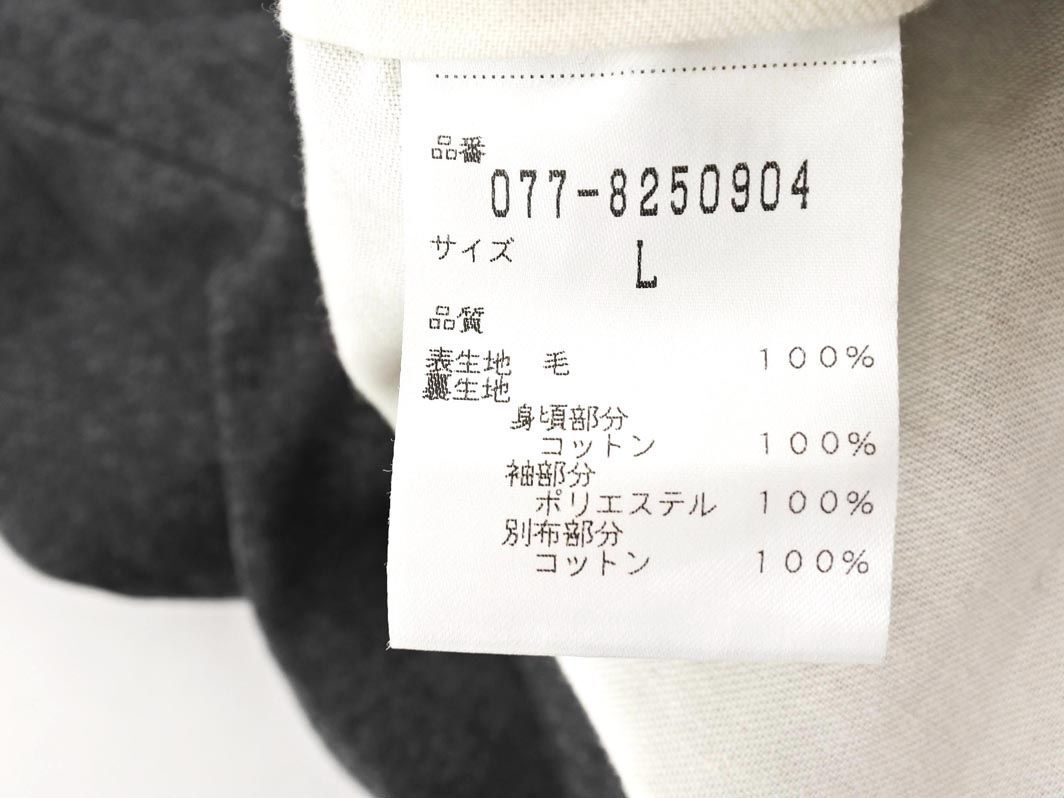 品番
077-8250904
サイズ
L
品質
表生地 毛 100%
裏生地
身頃部分
コットン 100%
袖部分
ポリエステル 100%
別布部分
コットン 100%